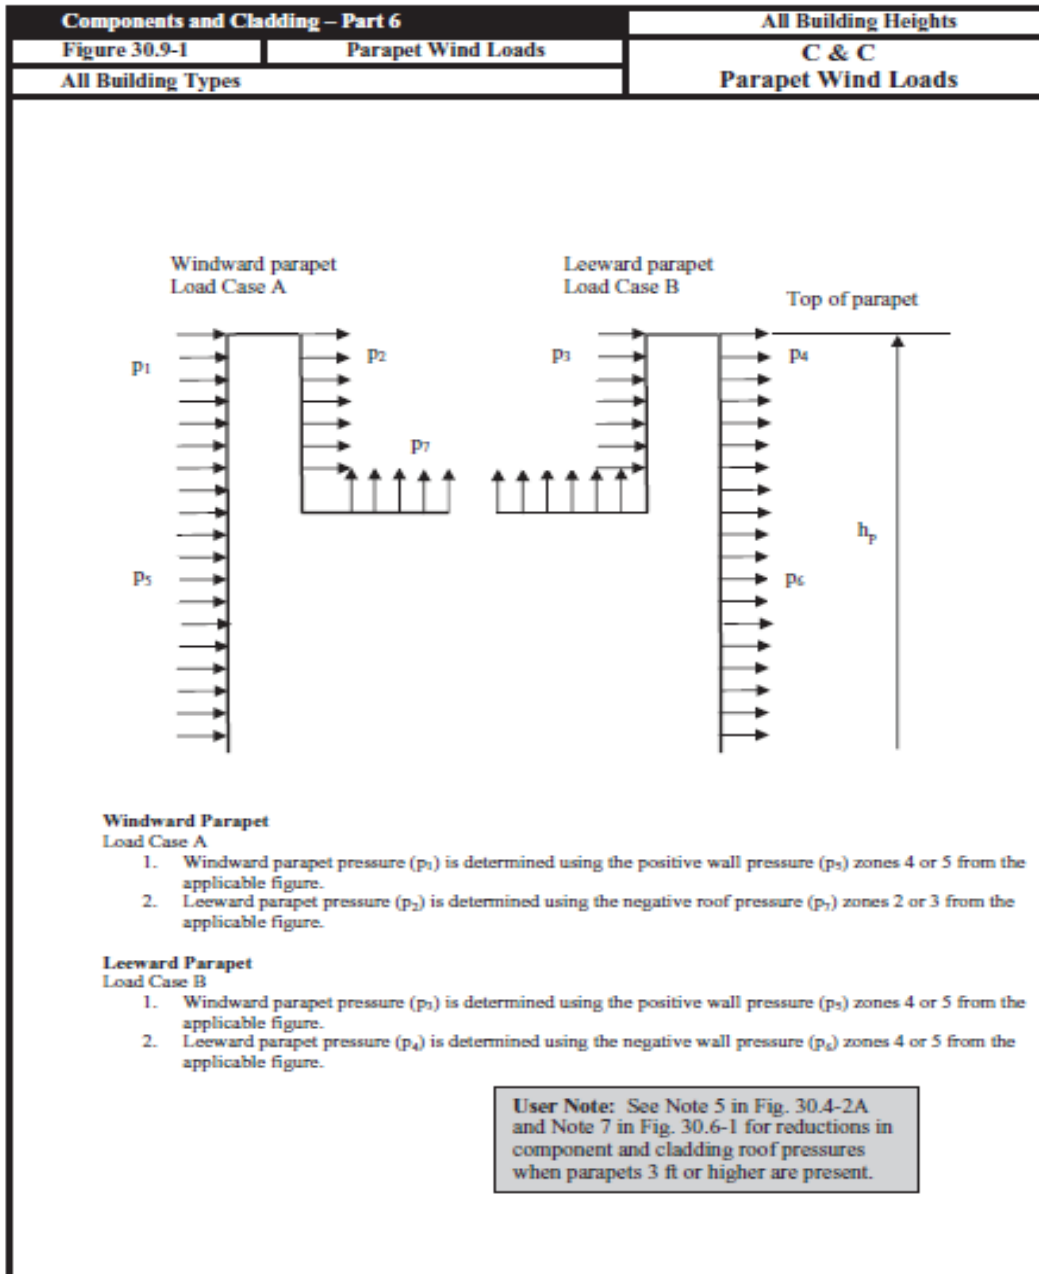 Components and Cladding – Part 6
All Building Heights
Figure 30.9-1
Parapet Wind Loads
C & C
Parapet Wind Loads
All Building Types
Windward parapet
Load Case A
Leeward parapet
Load Case B
Top of parapet
p1
p2
p3
p4
p7
hp
p5
p6
Windward Parapet
Load Case A
1. Windward parapet pressure (p1) is determined using the positive wall pressure (p5) zones 4 or 5 from the
applicable figure.
2. Leeward parapet pressure (p2) is determined using the negative roof pressure (p7) zones 2 or 3 from the
applicable figure.
Leeward Parapet
Load Case B
1. Windward parapet pressure (p3) is determined using the positive wall pressure (p5) zones 4 or 5 from the
applicable figure.
2. Leeward parapet pressure (p4) is determined using the negative wall pressure (p6) zones 4 or 5 from the
applicable figure.
User Note: See Note 5 in Fig. 30.4-2A
and Note 7 in Fig. 30.6-1 for reductions in
component and cladding roof pressures
when parapets 3 ft or higher are present.